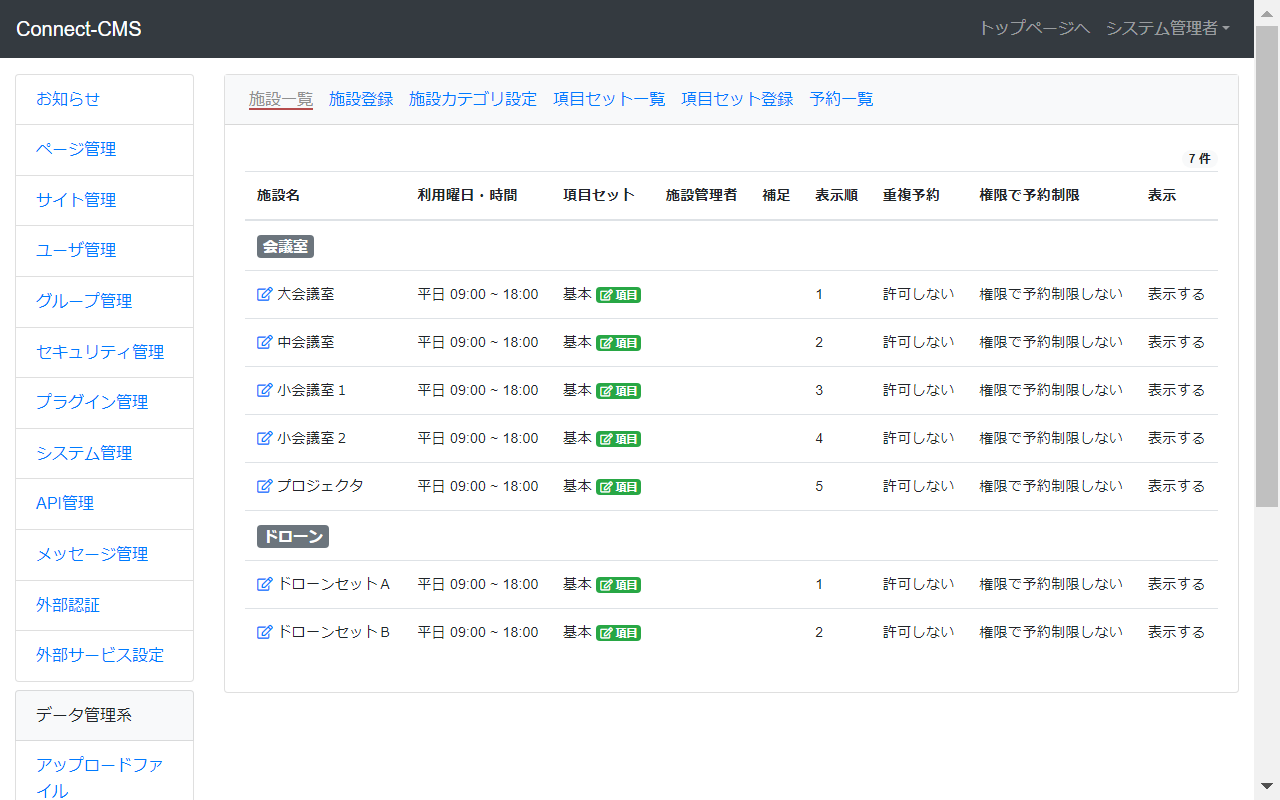 Connect-CMS
トップページへ システム管理者
お知らせ
ページ管理
サイト管理
ユーザ管理
グループ管理
セキュリティ管理
プラグイン管理
システム管理
API管理
メッセージ管理
外部認証
外部サービス設定
データ管理系
アップロードファ
イル
施設一覧 施設登録 施設カテゴリ設定 項目セット一覧 項目セット登録 予約一覧
7 件
施設名 利用曜日・時間 項目セット 施設管理者 補足 表示順 重複予約 権限で予約制限 表示
会議室
大会議室 平日 09:00 ~ 18:00 基本 項目 1 許可しない 権限で予約制限しない 表示する
中会議室 平日 09:00 ~ 18:00 基本 項目 2 許可しない 権限で予約制限しない 表示する
小会議室１ 平日 09:00 ~ 18:00 基本 項目 3 許可しない 権限で予約制限しない 表示する
小会議室２ 平日 09:00 ~ 18:00 基本 項目 4 許可しない 権限で予約制限しない 表示する
プロジェクタ 平日 09:00 ~ 18:00 基本 項目 5 許可しない 権限で予約制限しない 表示する
ドローン
ドローンセットＡ 平日 09:00 ~ 18:00 基本 項目 1 許可しない 権限で予約制限しない 表示する
ドローンセットＢ 平日 09:00 ~ 18:00 基本 項目 2 許可しない 権限で予約制限しない 表示する